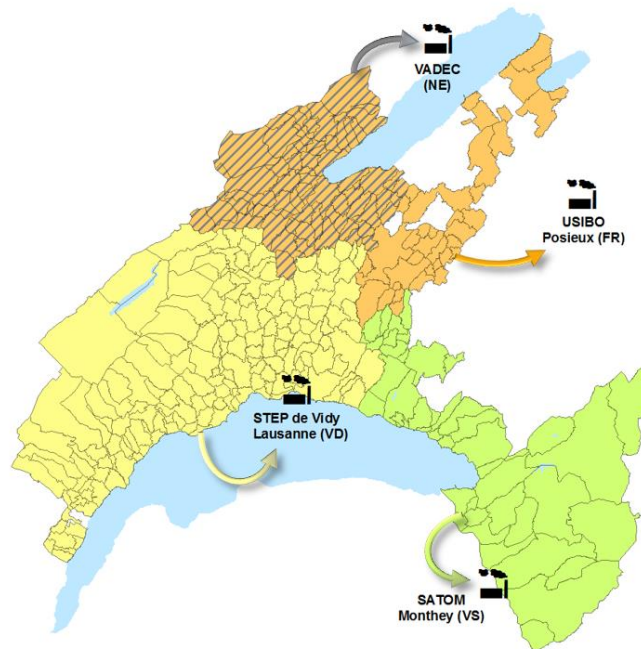 VADEC
(NE)
USIBO
Posieux (FR)
STEP de Vidy
Lausanne (VD)
SATOM
Monthey (VS)